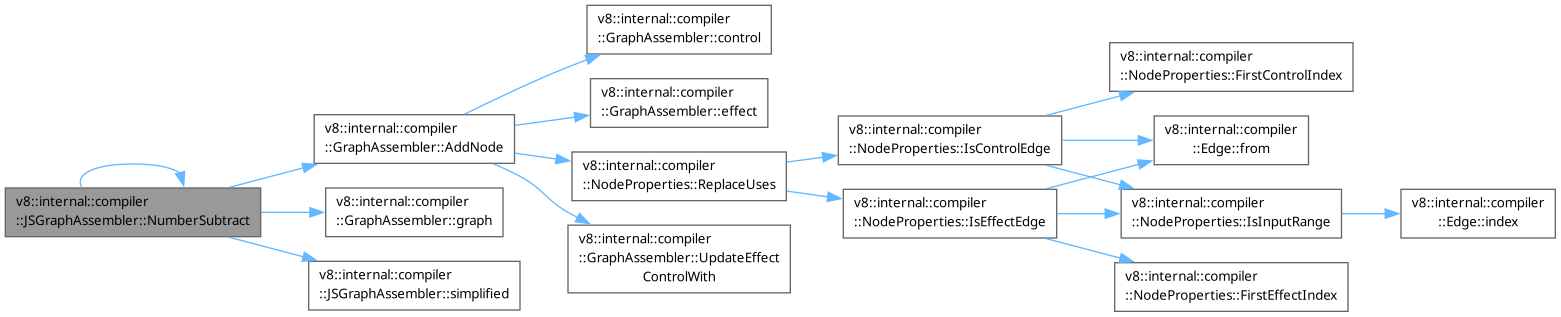 v8::internal::compiler
::JSGraphAssembler::NumberSubtract
v8::internal::compiler
::GraphAssembler::AddNode
v8::internal::compiler
::GraphAssembler::graph
v8::internal::compiler
::JSGraphAssembler::simplified
v8::internal::compiler
::GraphAssembler::control
v8::internal::compiler
::GraphAssembler::effect
v8::internal::compiler
::NodeProperties::ReplaceUses
v8::internal::compiler
::GraphAssembler::UpdateEffect
ControlWith
v8::internal::compiler
::NodeProperties::IsControlEdge
v8::internal::compiler
::NodeProperties::IsEffectEdge
v8::internal::compiler
::NodeProperties::FirstControlIndex
v8::internal::compiler
::Edge::from
v8::internal::compiler
::NodeProperties::IsInputRange
v8::internal::compiler
::NodeProperties::FirstEffectIndex
v8::internal::compiler
::Edge::index